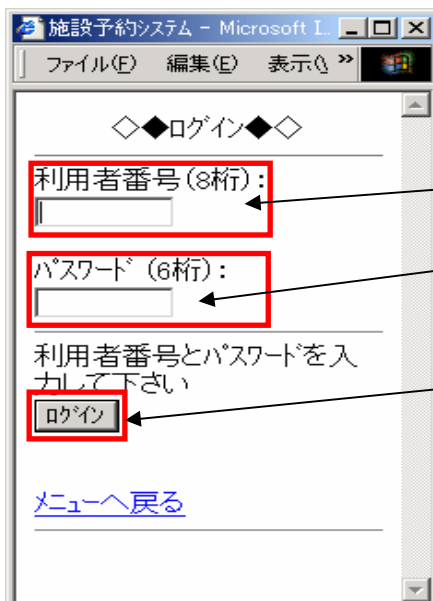 施設予約システム - Microsoft I...
ファイル(F) 編集(E) 表示(V) »
◇◆ログイン◆◇
利用者番号(8桁):
パスワード(6桁):
利用者番号とパスワードを入
力して下さい
ログイン
メニューへ戻る